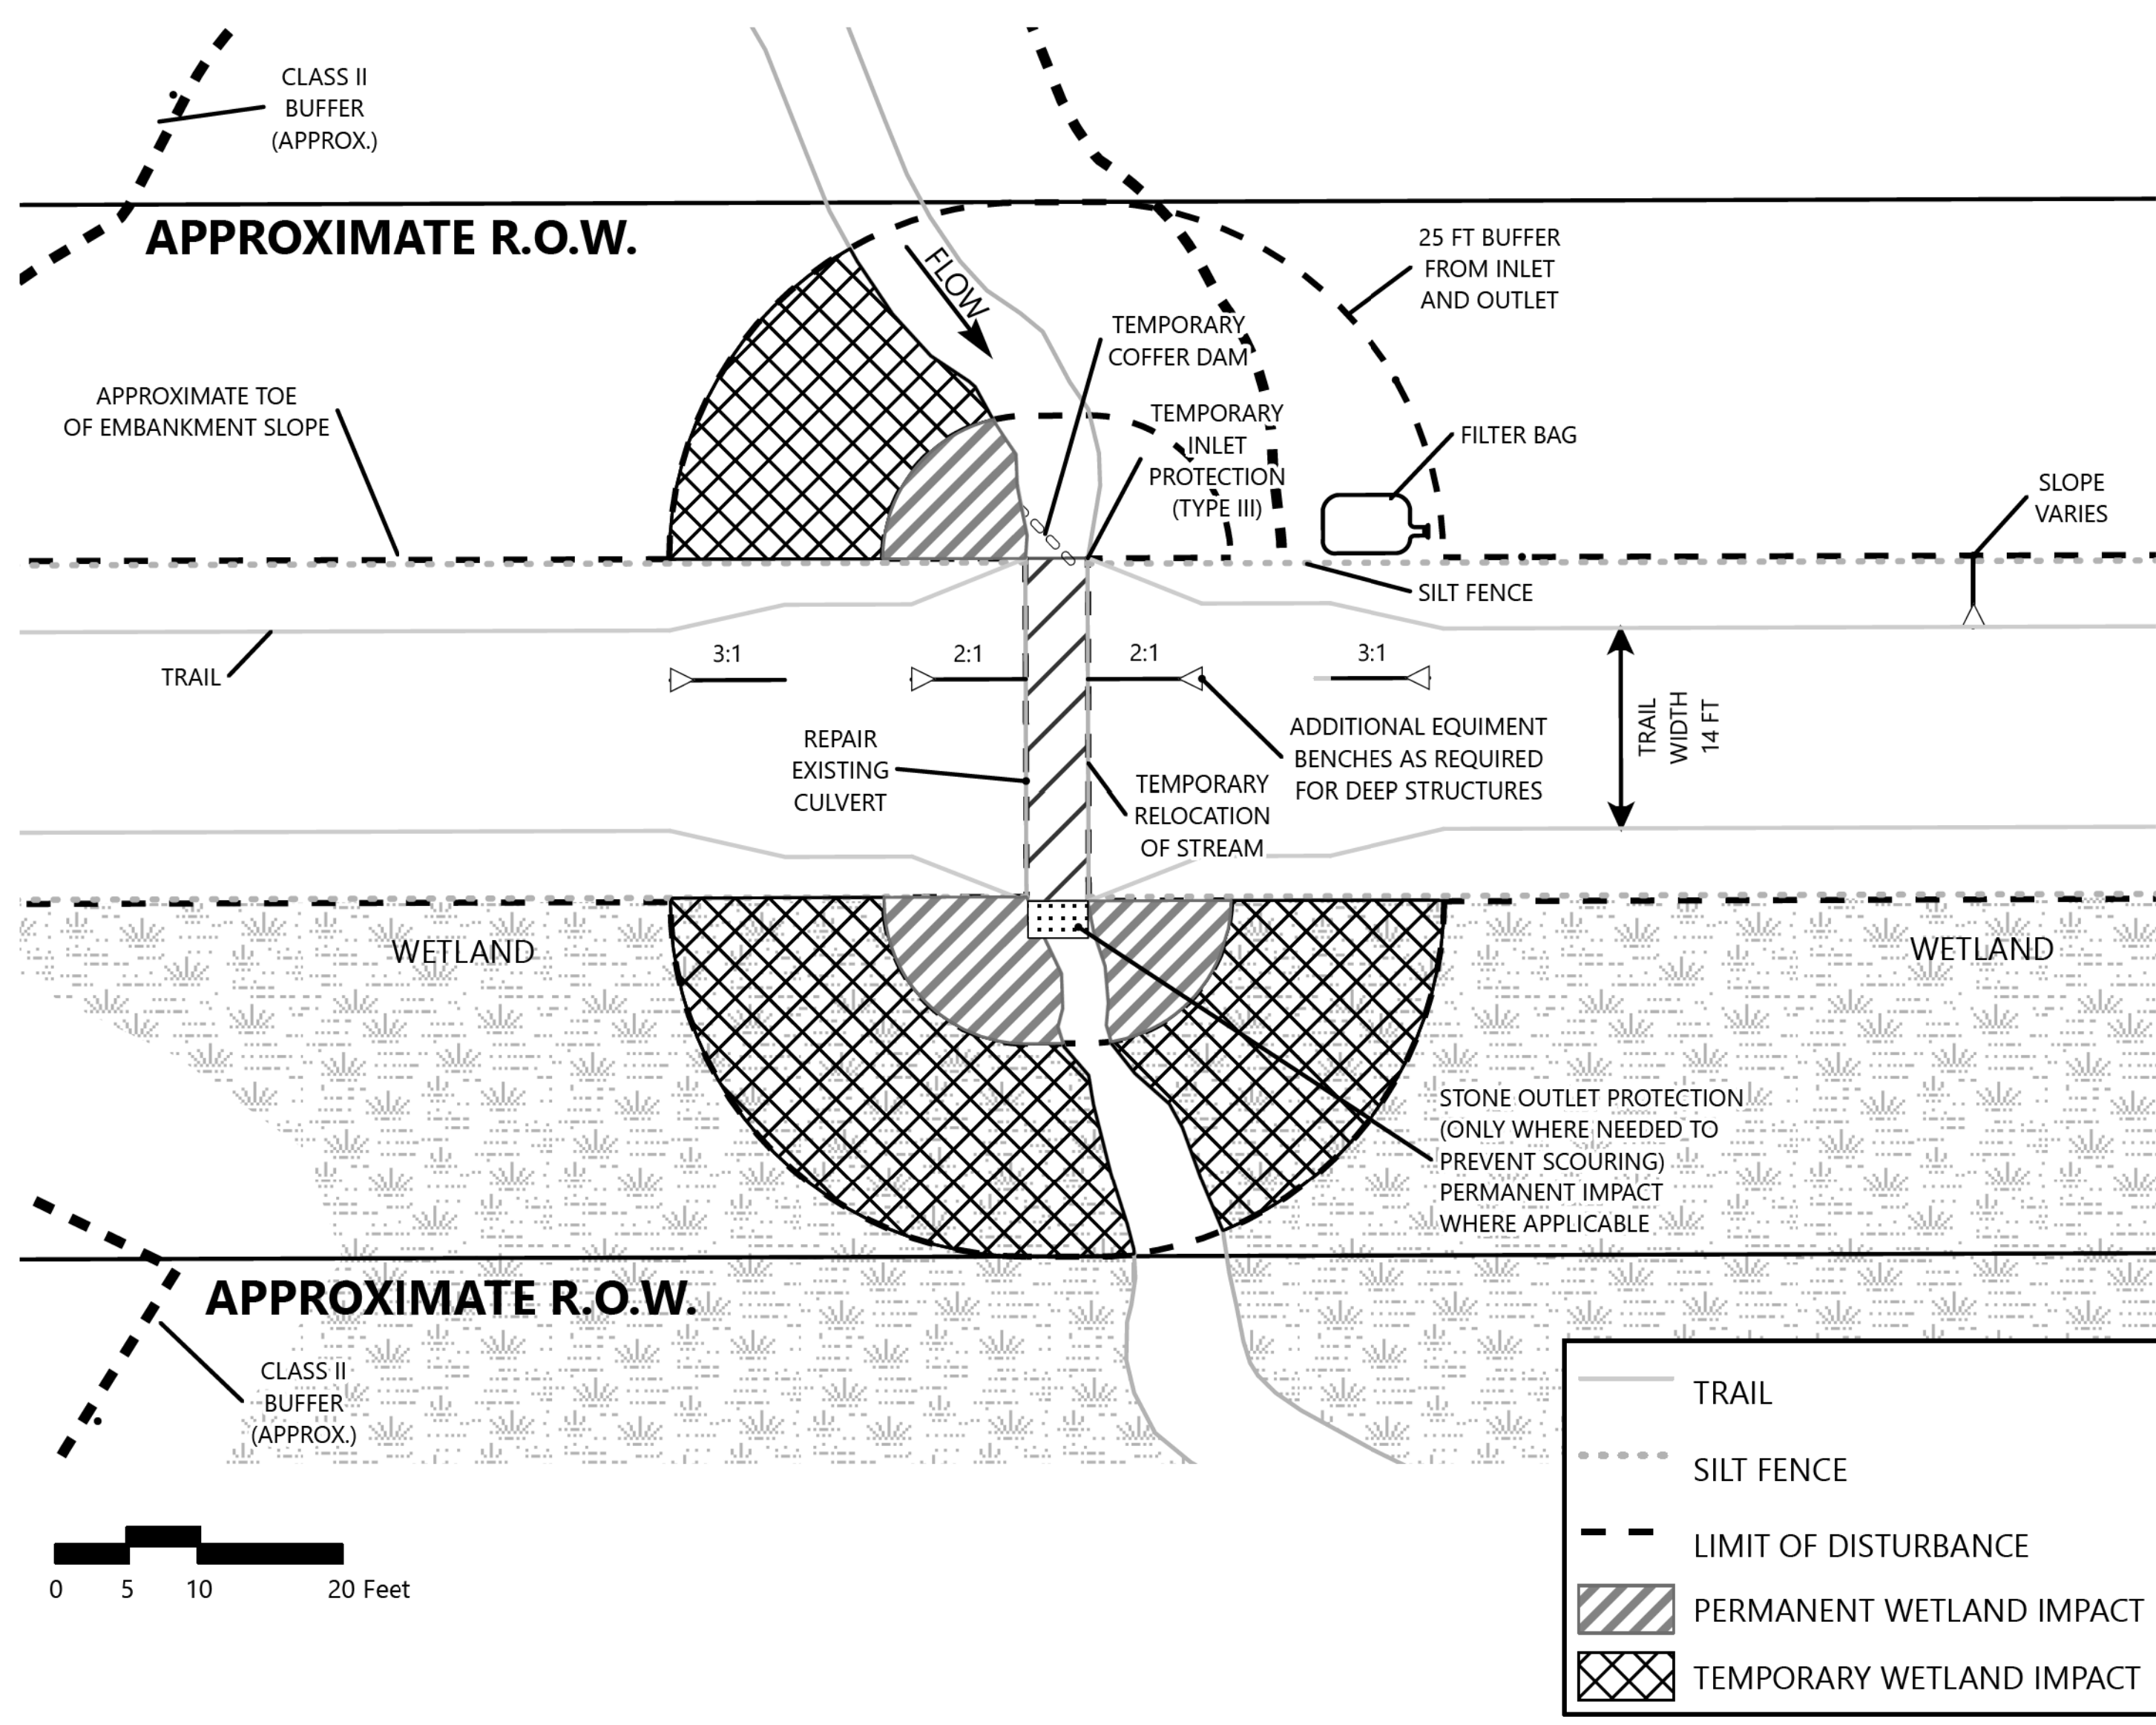 CLASS II
BUFFER
(APPROX.)
APPROXIMATE R.O.W.
FLOW
25 FT BUFFER
FROM INLET
AND OUTLET
TEMPORARY
COFFER DAM
APPROXIMATE TOE
OF EMBANKMENT SLOPE
TEMPORARY
INLET
PROTECTION
(TYPE III)
FILTER BAG
SLOPE
VARIES
SILT FENCE
TRAIL
3:1
2:1
2:1
3:1
TRAIL
WIDTH
14 FT
REPAIR
EXISTING
CULVERT
ADDITIONAL EQUIMENT
BENCHES AS REQUIRED
FOR DEEP STRUCTURES
TEMPORARY
RELOCATION
OF STREAM
WETLAND
WETLAND
STONE OUTLET PROTECTION
(ONLY WHERE NEEDED TO
PREVENT SCOURING)
PERMANENT IMPACT
WHERE APPLICABLE
APPROXIMATE R.O.W.
CLASS II
BUFFER
(APPROX.)
0 5 10 20 Feet
TRAIL
SILT FENCE
LIMIT OF DISTURBANCE
PERMANENT WETLAND IMPACT
TEMPORARY WETLAND IMPACT